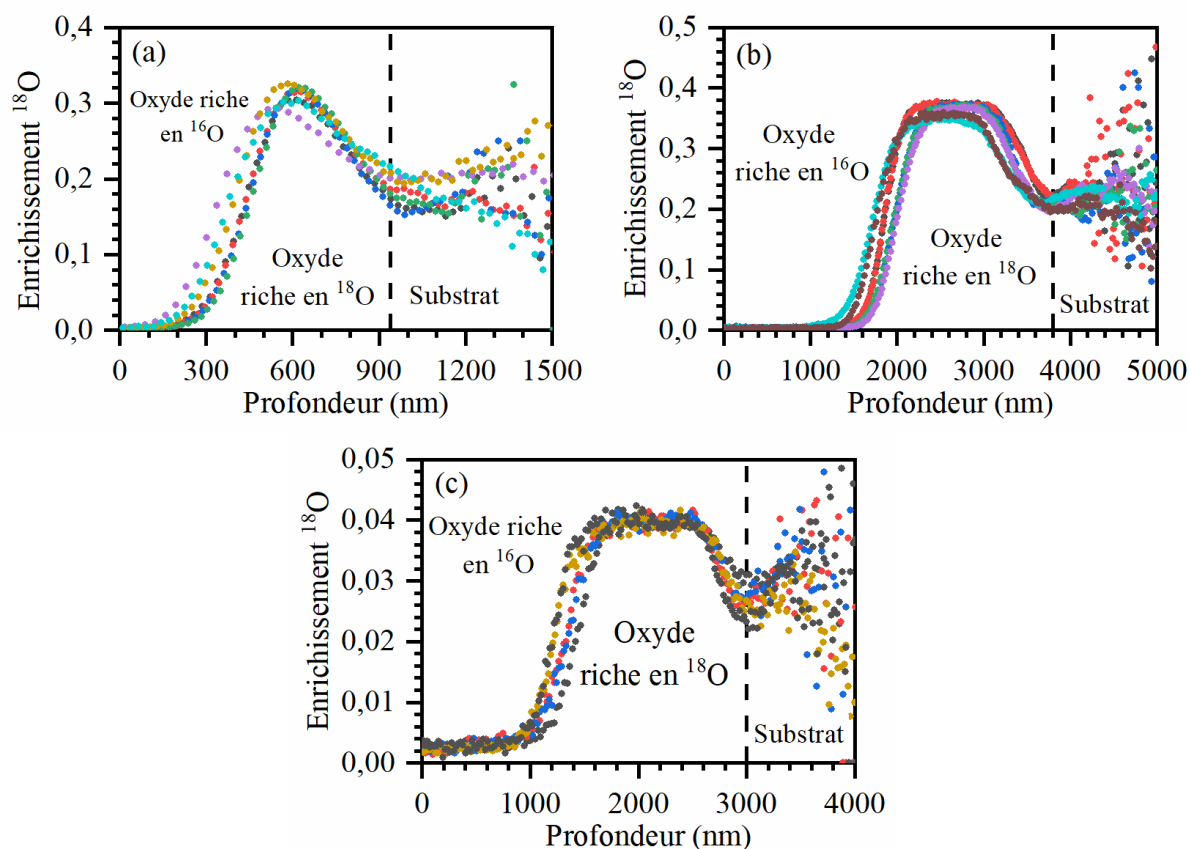 (a)
Enrichissement ¹⁸O
0,4
0,3
0,2
0,1
0,0
Oxyde riche
en ¹⁶O
Oxyde
riche en ¹⁸O
Substrat
0 300 600 900 1200 1500
Profondeur (nm)
(b)
Enrichissement ¹⁸O
0,5
0,4
0,3
0,2
0,1
0,0
Oxyde
riche en ¹⁶O
Oxyde
riche en ¹⁸O
Substrat
0 1000 2000 3000 4000 5000
Profondeur (nm)
(c)
Enrichissement ¹⁸O
0,05
0,04
0,03
0,02
0,01
0,00
Oxyde riche
en ¹⁶O
Oxyde
riche en ¹⁸O
Substrat
0 1000 2000 3000 4000
Profondeur (nm)